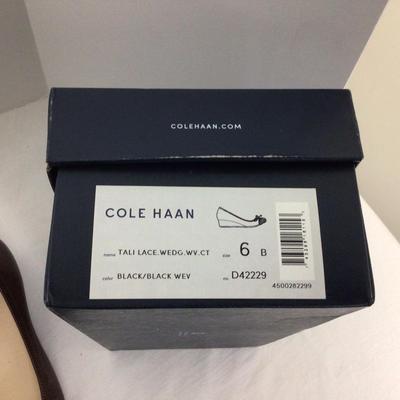 COLEHAAN.COM
COLE HAAN
name TALI LACE.WEDG.WV.CT size 6 B
color BLACK/BLACK WEV no. D42229
4500282299